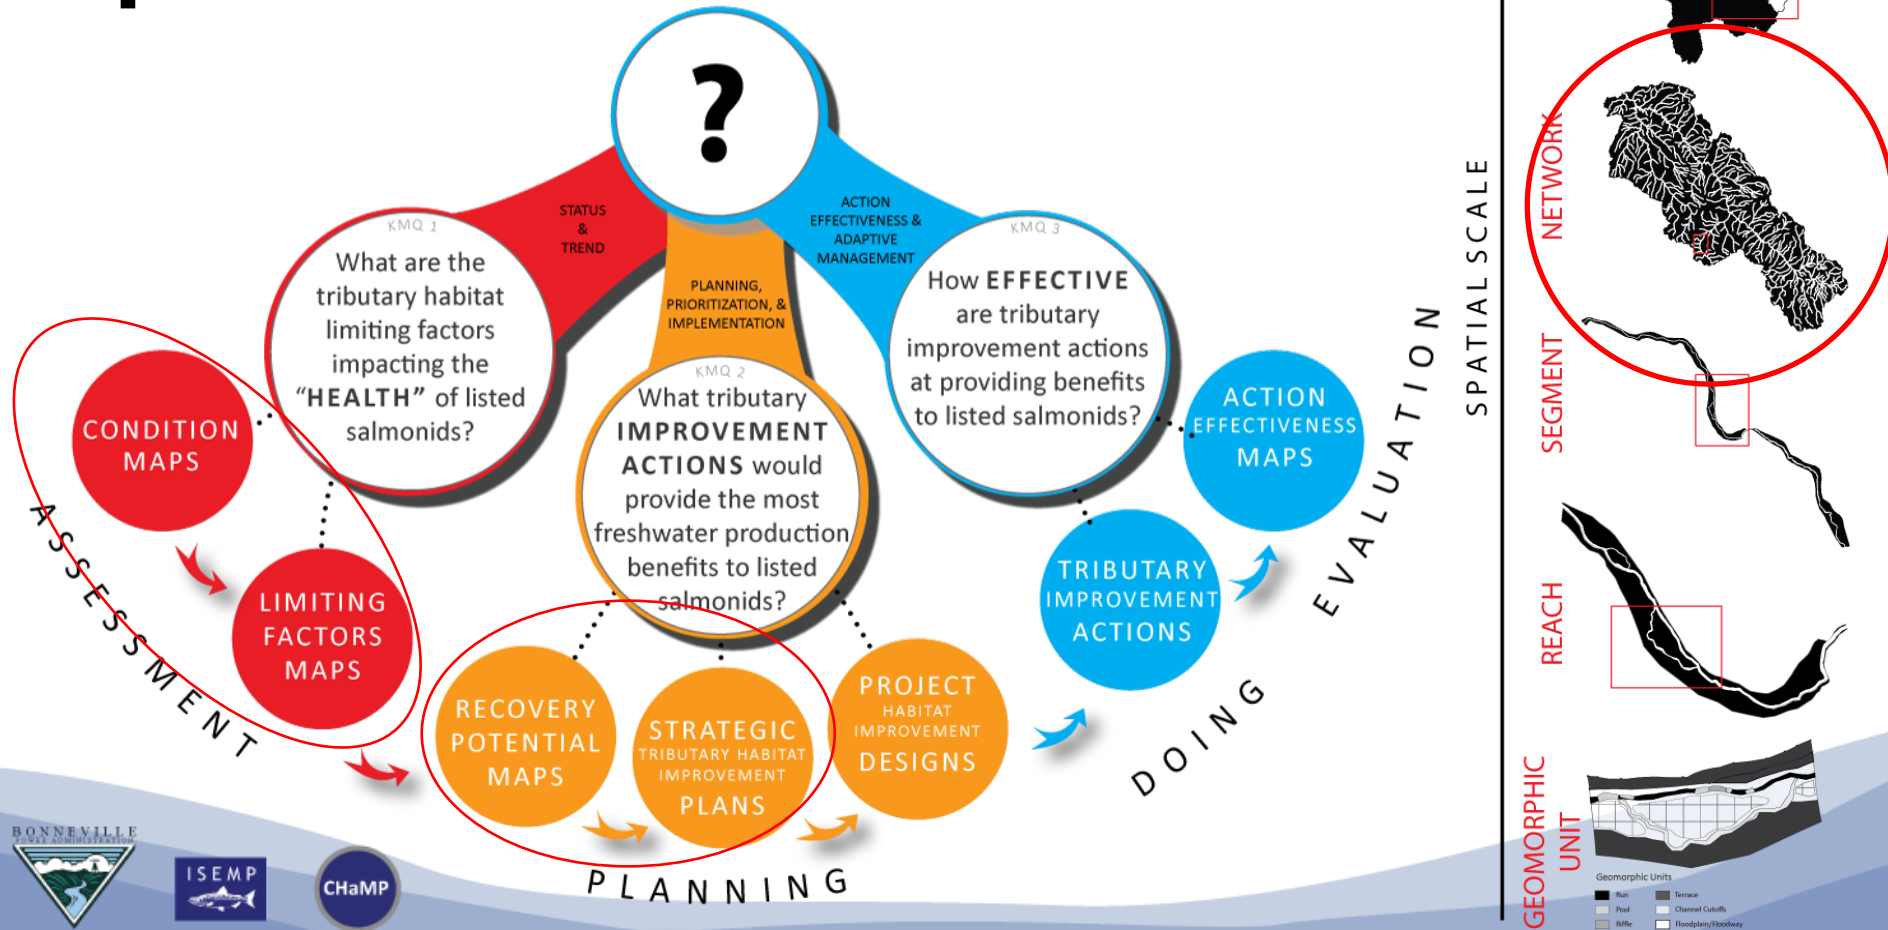 ?
STATUS
&
TREND
PLANNING,
PRIORITIZATION, &
IMPLEMENTATION
ACTION
EFFECTIVENESS &
ADAPTIVE
MANAGEMENT
KMQ 1
What are the
tributary habitat
limiting factors
impacting the
“HEALTH” of listed
salmonids?
KMQ 2
What tributary
IMPROVEMENT
ACTIONS would
provide the most
freshwater production
benefits to listed
salmonids?
KMQ 3
How EFFECTIVE
are tributary
improvement actions
at providing benefits
to listed salmonids?
CONDITION
MAPS
LIMITING
FACTORS
MAPS
RECOVERY
POTENTIAL
MAPS
STRATEGIC
TRIBUTARY HABITAT
IMPROVEMENT
PLANS
PROJECT
HABITAT
IMPROVEMENT
DESIGNS
TRIBUTARY
IMPROVEMENT
ACTIONS
ACTION
EFFECTIVENESS
MAPS
ASSESSMENT
PLANNING
DOING
EVALUATION
SPATIAL SCALE
NETWORK
SEGMENT
REACH
GEOMORPHIC
UNIT
Geomorphic Units
Run
Terrace
Pool
Channel Cutoffs
Riffle
Floodplain/Floodway
BONNEVILLE
POWER ADMINISTRATION
ISEMP
CHaMP